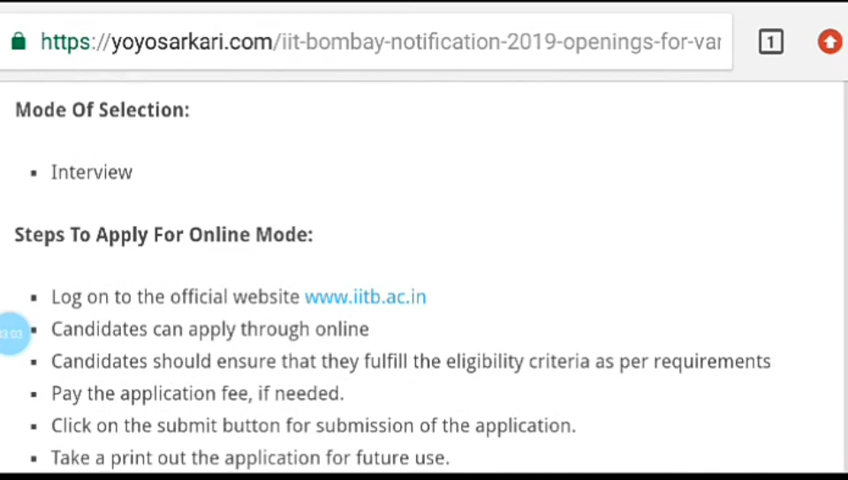 https://yoyosarkari.com/iit-bombay-notification-2019-openings-for-var
1
Mode Of Selection:
▪ Interview
Steps To Apply For Online Mode:
▪ Log on to the official website www.iitb.ac.in
03:03
▪ Candidates can apply through online
▪ Candidates should ensure that they fulfill the eligibility criteria as per requirements
▪ Pay the application fee, if needed.
▪ Click on the submit button for submission of the application.
▪ Take a print out the application for future use.